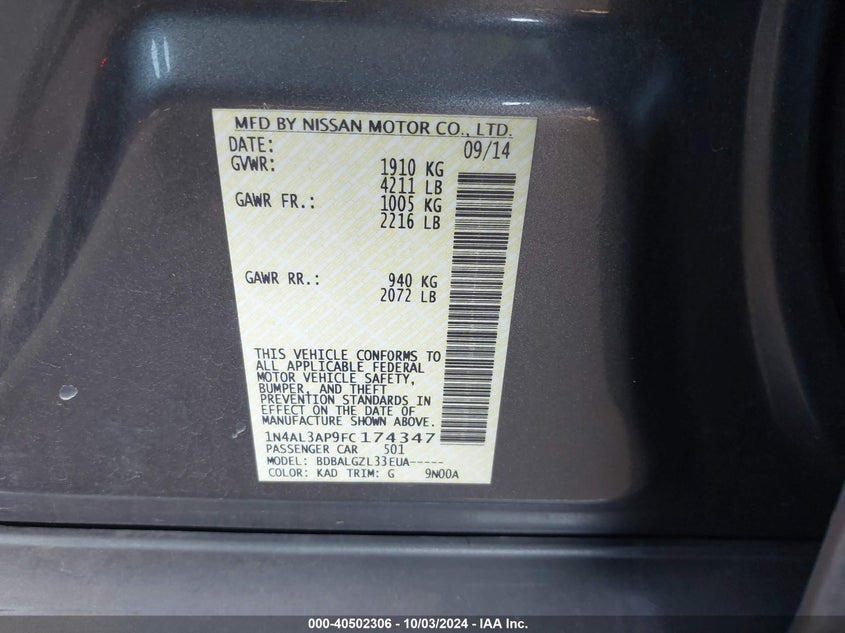 MFD BY NISSAN MOTOR CO., LTD.
DATE: 09/14
GVWR: 1910 KG
4211 LB
GAWR FR.: 1005 KG
2216 LB
GAWR RR.: 940 KG
2072 LB
THIS VEHICLE CONFORMS TO
ALL APPLICABLE FEDERAL
MOTOR VEHICLE SAFETY,
BUMPER, AND THEFT
PREVENTION STANDARDS IN
EFFECT ON THE DATE OF
MANUFACTURE SHOWN ABOVE.
1N4AL3AP9FC174347
PASSENGER CAR 501
MODEL: BDBALGZL33EUA-----
COLOR: KAD TRIM: G 9N00A
000-40502306 - 10/03/2024 - IAA Inc.